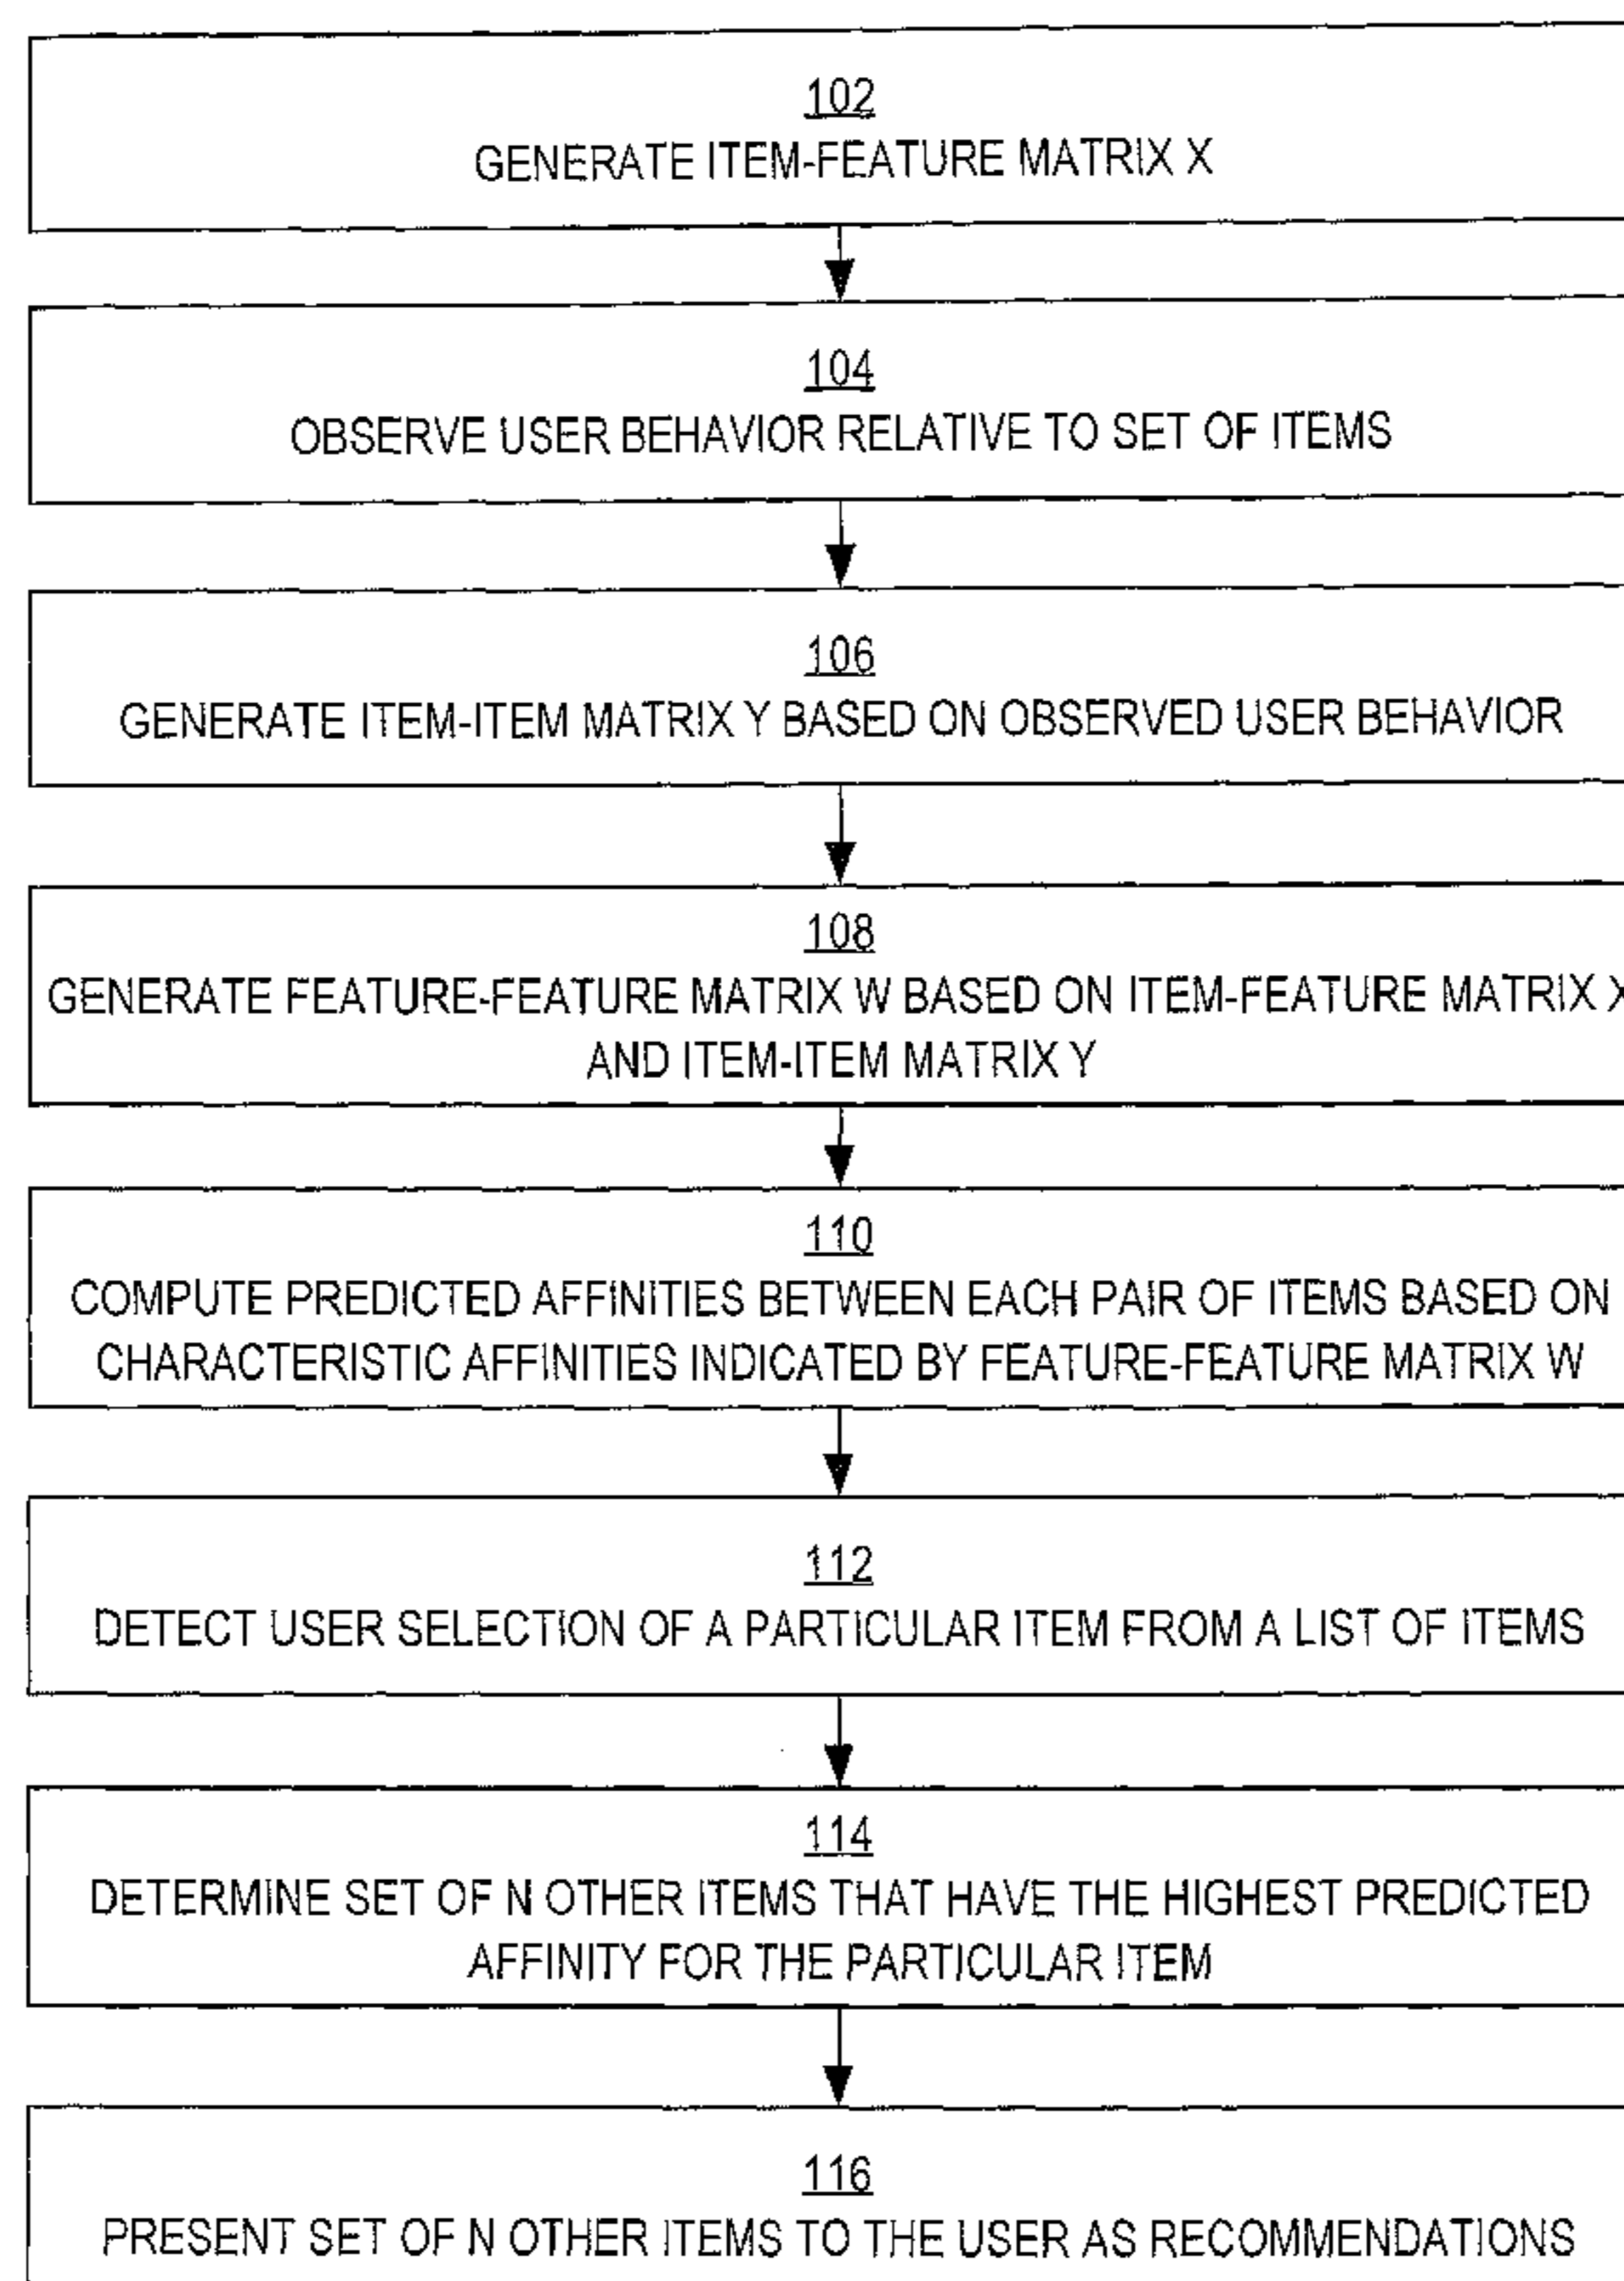 102
GENERATE ITEM-FEATURE MATRIX X
104
OBSERVE USER BEHAVIOR RELATIVE TO SET OF ITEMS
106
GENERATE ITEM-ITEM MATRIX Y BASED ON OBSERVED USER BEHAVIOR
108
GENERATE FEATURE-FEATURE MATRIX W BASED ON ITEM-FEATURE MATRIX X
AND ITEM-ITEM MATRIX Y
110
COMPUTE PREDICTED AFFINITIES BETWEEN EACH PAIR OF ITEMS BASED ON
CHARACTERISTIC AFFINITIES INDICATED BY FEATURE-FEATURE MATRIX W
112
DETECT USER SELECTION OF A PARTICULAR ITEM FROM A LIST OF ITEMS
114
DETERMINE SET OF N OTHER ITEMS THAT HAVE THE HIGHEST PREDICTED
AFFINITY FOR THE PARTICULAR ITEM
116
PRESENT SET OF N OTHER ITEMS TO THE USER AS RECOMMENDATIONS